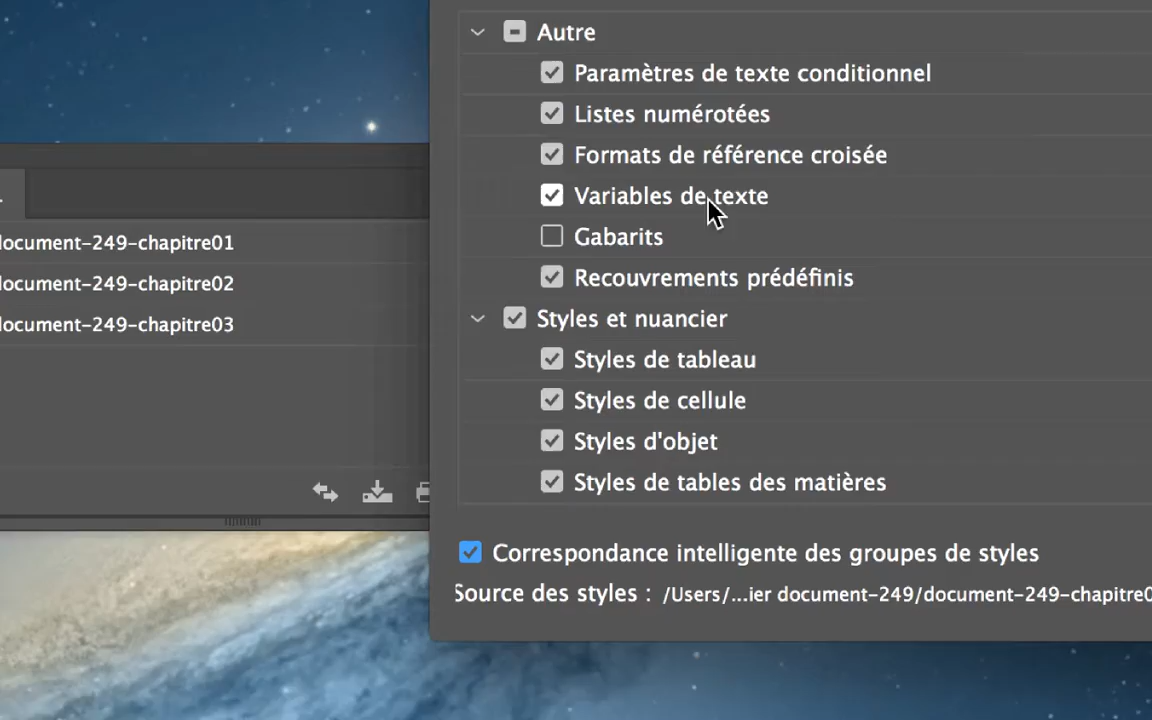 Autre
Paramètres de texte conditionnel
Listes numérotées
Formats de référence croisée
Variables de texte
Gabarits
Recouvrements prédéfinis
Styles et nuancier
Styles de tableau
Styles de cellule
Styles d'objet
Styles de tables des matières
Correspondance intelligente des groupes de styles
Source des styles : /Users/...ier document-249/document-249-chapitre0
ocument-249-chapitre01
ocument-249-chapitre02
ocument-249-chapitre03